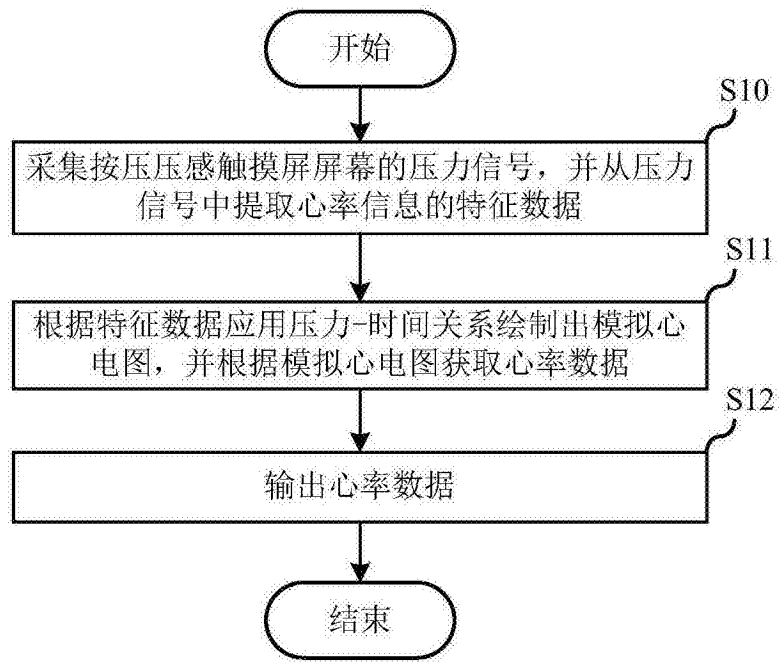 开始
S10
采集按压压感触摸屏屏幕的压力信号，并从压力
信号中提取心率信息的特征数据
S11
根据特征数据应用压力-时间关系绘制出模拟心
电图，并根据模拟心电图获取心率数据
S12
输出心率数据
结束